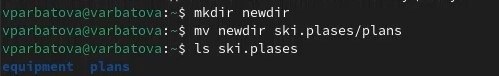 vparbatova@varbatova:~$ mkdir newdir
vparbatova@varbatova:~$ mv newdir ski.plases/plans
vparbatova@varbatova:~$ ls ski.plases
equipment plans